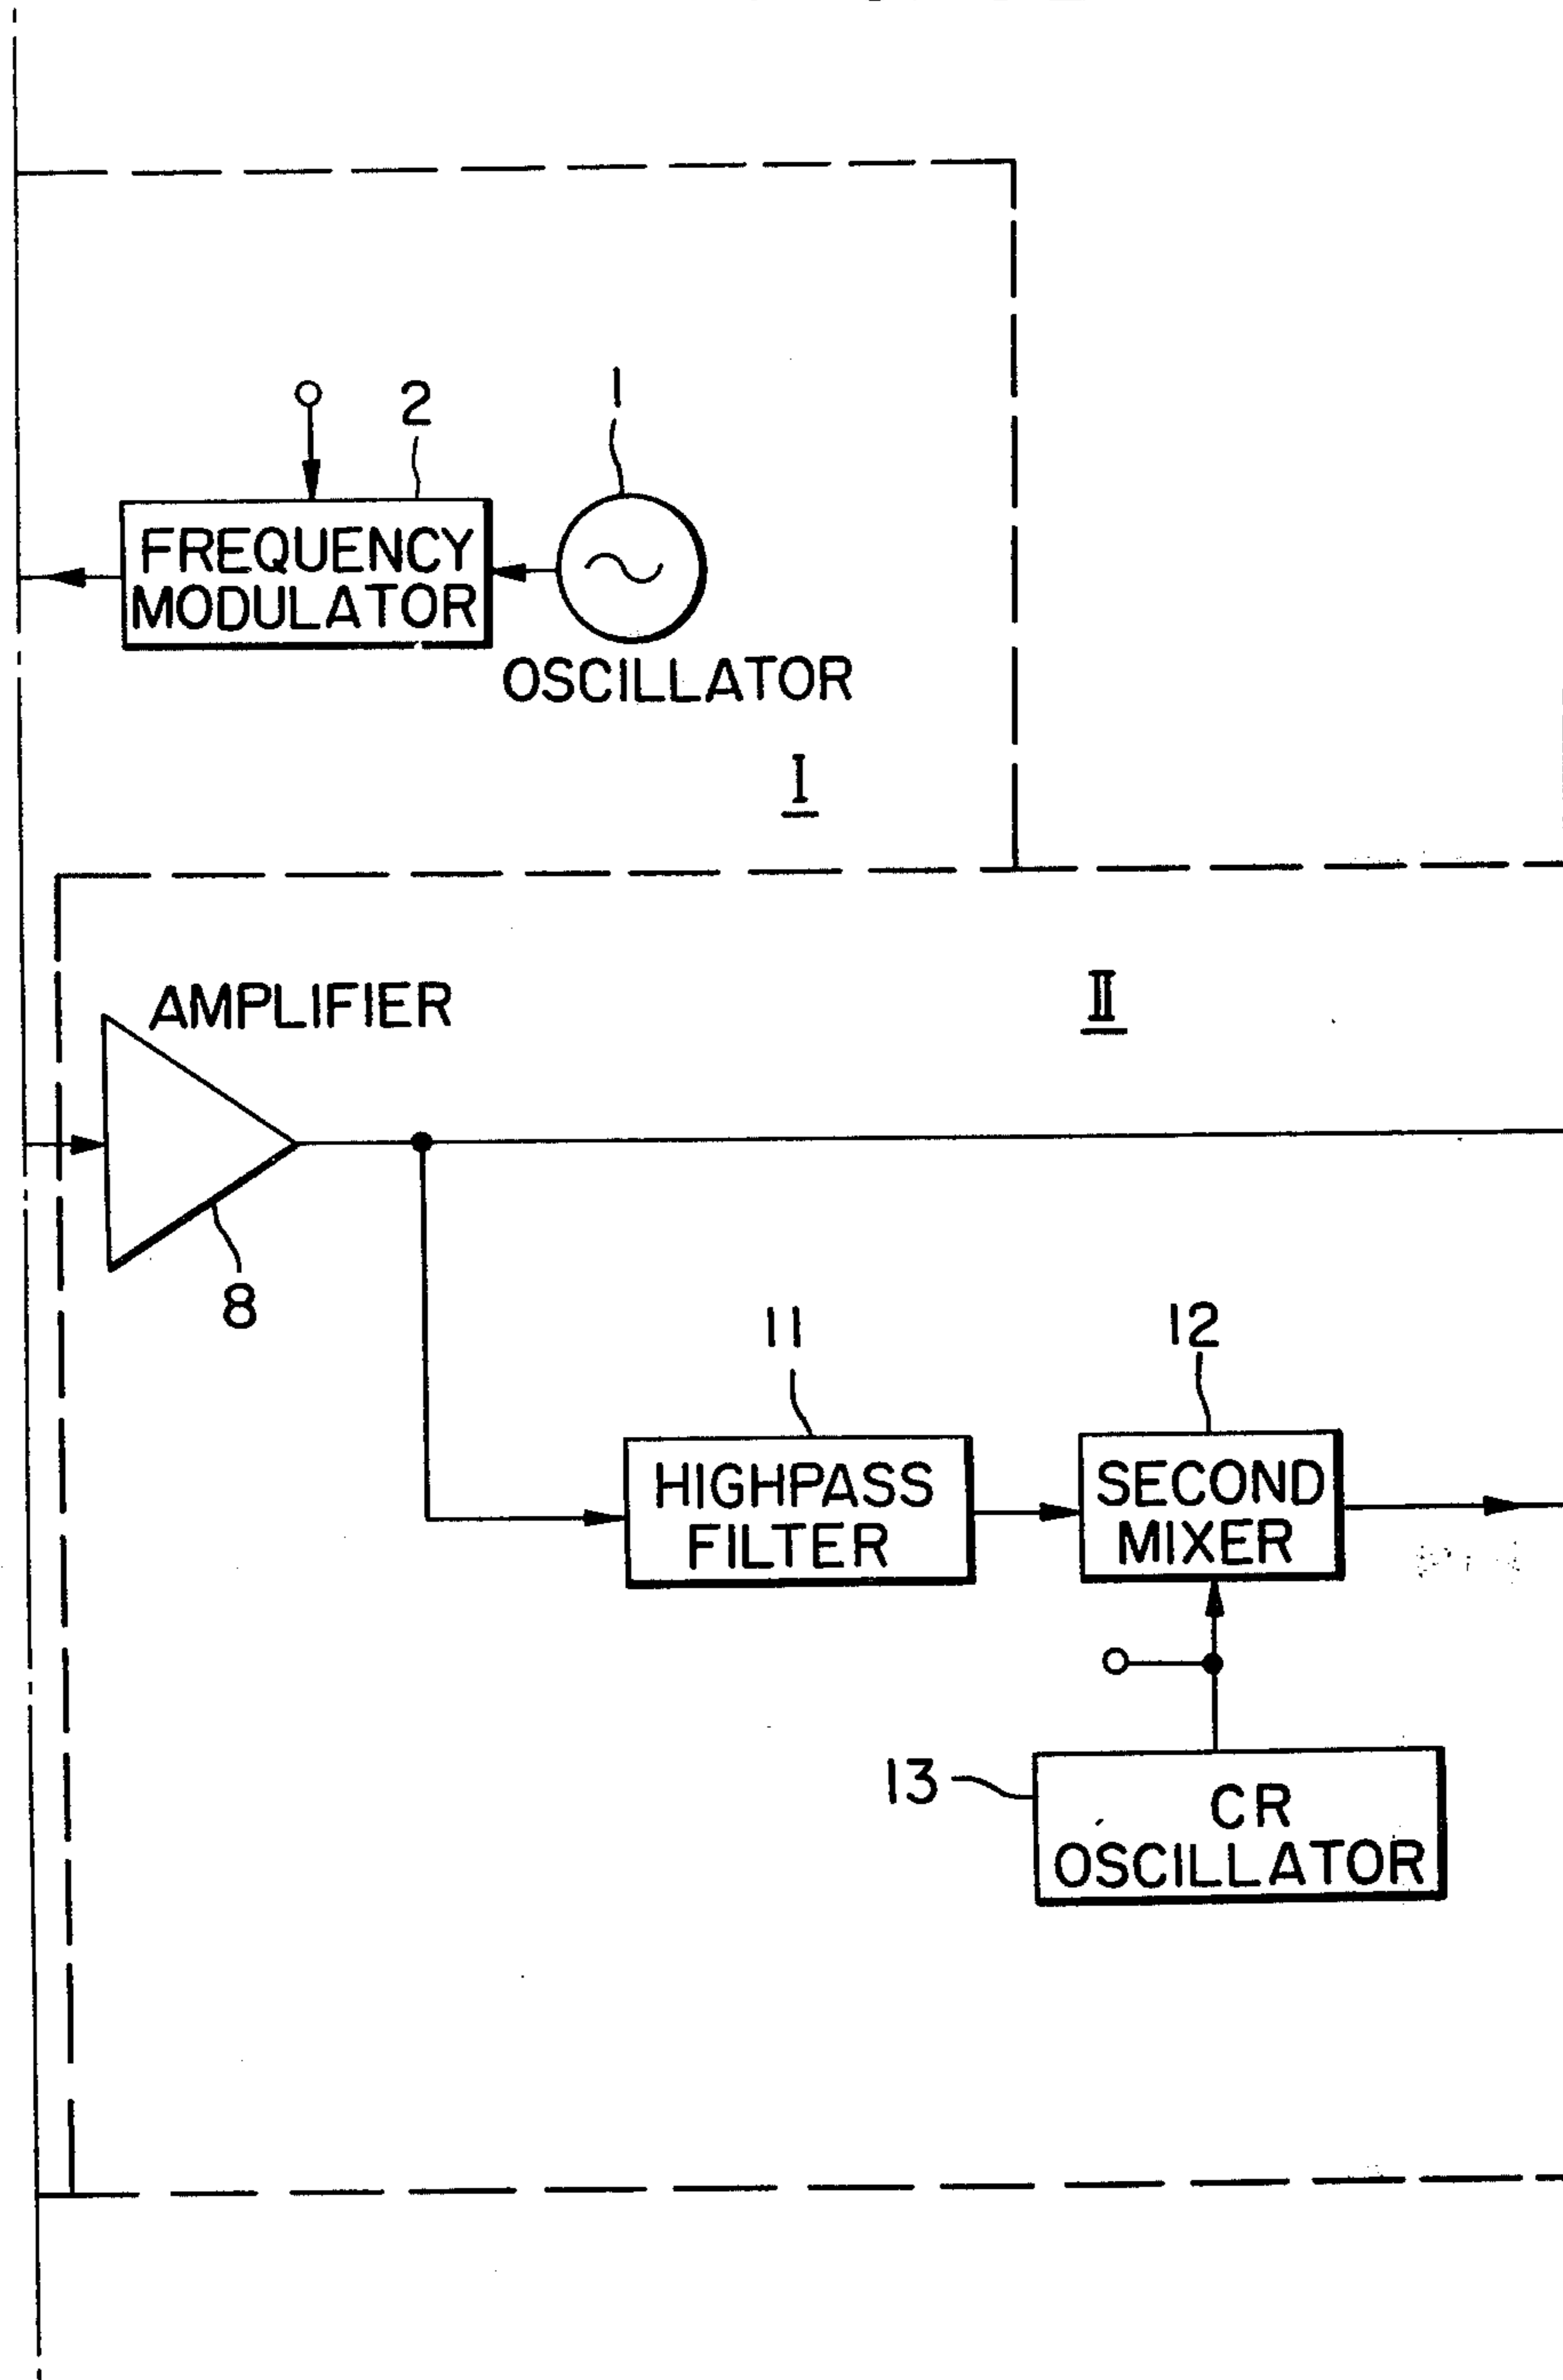 2
1
FREQUENCY
MODULATOR
OSCILLATOR
I
II
AMPLIFIER
8
11
12
HIGHPASS
FILTER
SECOND
MIXER
13
CR
OSCILLATOR